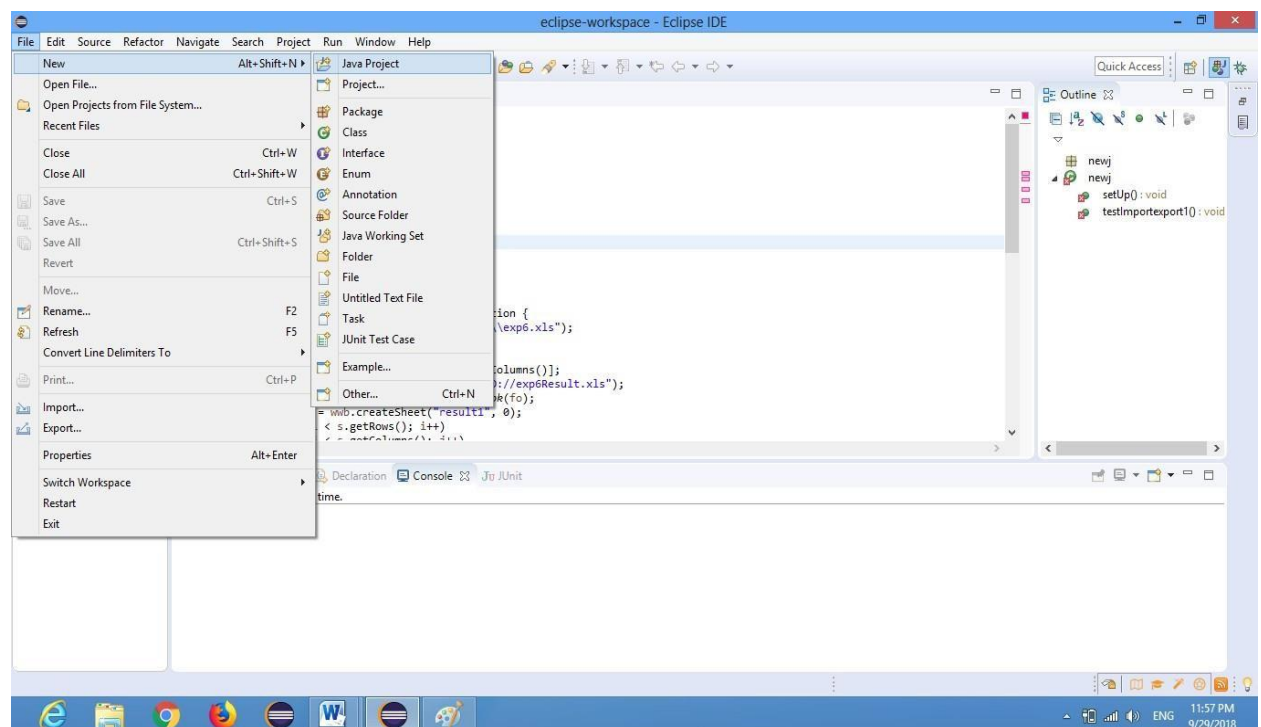 eclipse-workspace - Eclipse IDE
File Edit Source Refactor Navigate Search Project Run Window Help
New Alt+Shift+N
Open File...
Open Projects from File System...
Recent Files
Close Ctrl+W
Close All Ctrl+Shift+W
Save Ctrl+S
Save As...
Save All Ctrl+Shift+S
Revert
Move...
Rename... F2
Refresh F5
Convert Line Delimiters To
Print... Ctrl+P
Import...
Export...
Properties Alt+Enter
Switch Workspace
Restart
Exit
Java Project
Project...
Package
Class
Interface
Enum
Annotation
Source Folder
Java Working Set
Folder
File
Untitled Text File
Task
JUnit Test Case
Example...
Other... Ctrl+N
Quick Access
Outline
newj
newj
setUp() : void
testImportexport1() : void
tion {
\exp6.xls");
Columns()];
://exp6Result.xls");
ok(fo);
= wwb.createSheet("result1", 0);
< s.getRows(); i++)
< s.getColumns(); i++)
Declaration Console JUnit
time.
ENG
11:57 PM
9/29/2018